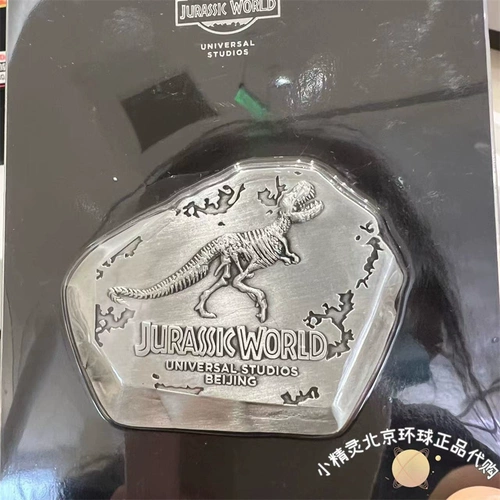 JURASSIC WORLD
UNIVERSAL
STUDIOS
JURASSIC WORLD
UNIVERSAL STUDIOS
BEIJING
小精灵北京环球正品代购